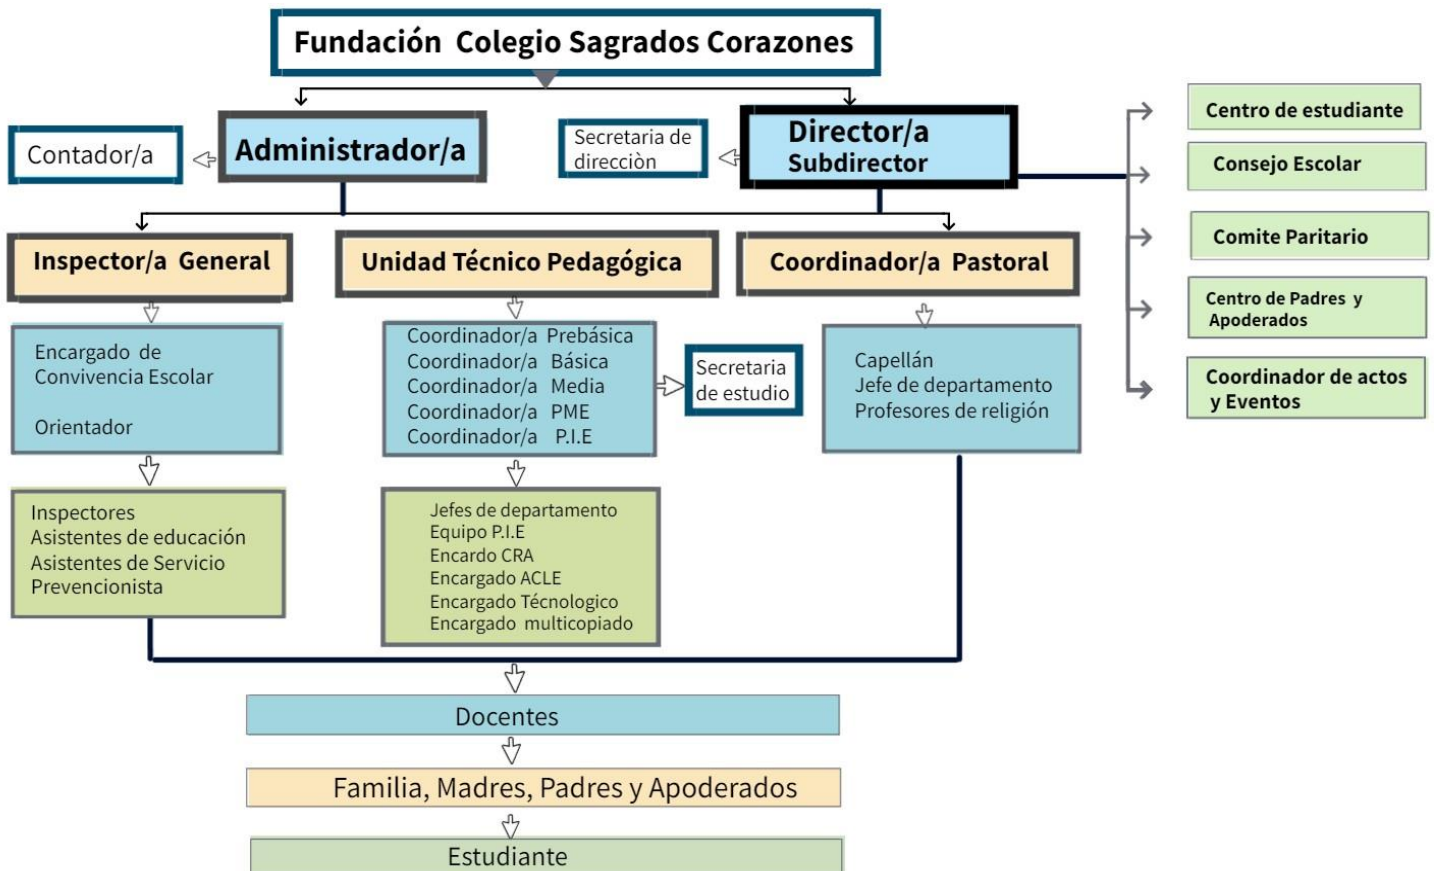 Fundación Colegio Sagrados Corazones
Contador/a
Administrador/a
Secretaria de
direcciòn
Director/a
Subdirector
Centro de estudiante
Consejo Escolar
Comite Paritario
Centro de Padres y
Apoderados
Coordinador de actos
y Eventos
Inspector/a General
Unidad Técnico Pedagógica
Coordinador/a Pastoral
Encargado de
Convivencia Escolar
Orientador
Coordinador/a Prebásica
Coordinador/a Básica
Coordinador/a Media
Coordinador/a PME
Coordinador/a P.I.E
Secretaria
de estudio
Capellán
Jefe de departamento
Profesores de religión
Inspectores
Asistentes de educación
Asistentes de Servicio
Prevencionista
Jefes de departamento
Equipo P.I.E
Encardo CRA
Encargado ACLE
Encargado Técnologico
Encargado multicopiado
Docentes
Familia, Madres, Padres y Apoderados
Estudiante